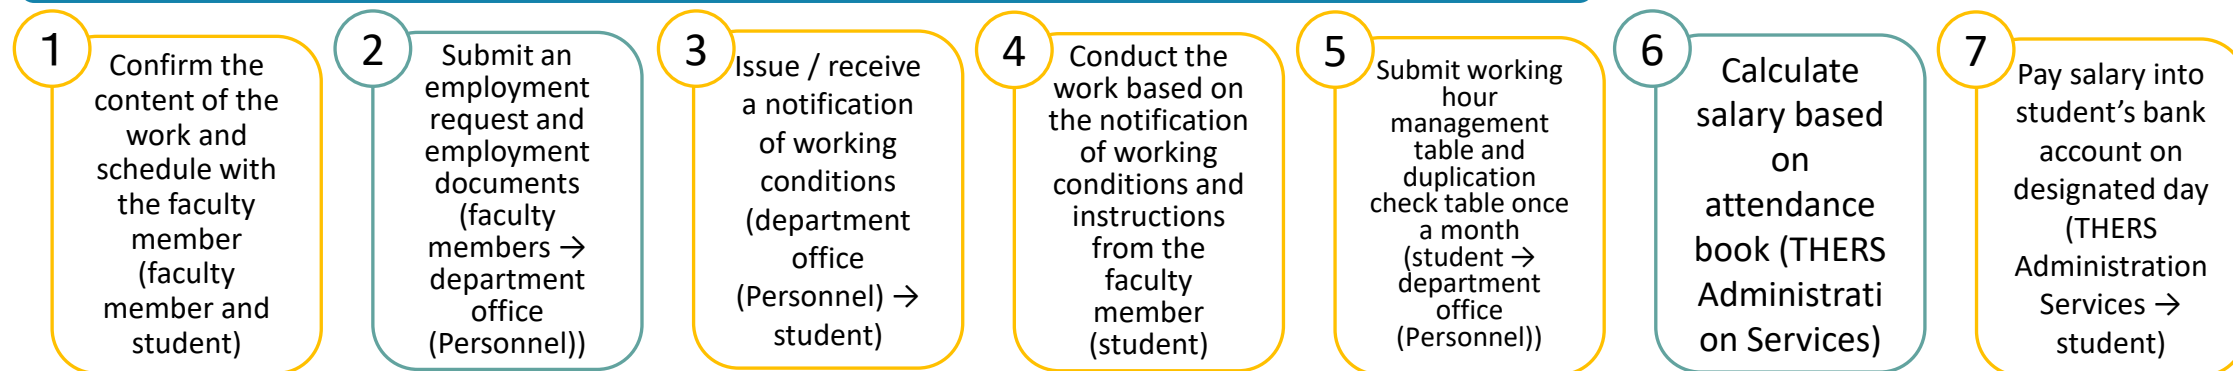 1
Confirm the
content of the
work and
schedule with
the faculty
member
(faculty
member and
student)
2
Submit an
employment
request and
employment
documents
(faculty
members →
department
office
(Personnel))
3
Issue / receive
a notification
of working
conditions
(department
office
(Personnel) →
student)
4
Conduct the
work based on
the notification
of working
conditions and
instructions
from the
faculty
member
(student)
5
Submit working
hour
management
table and
duplication
check table once
a month
(student →
department
office
(Personnel))
6
Calculate
salary based
on
attendance
book (THERS
Administrati
on Services)
7
Pay salary into
student’s bank
account on
designated day
(THERS
Administration
Services →
student)